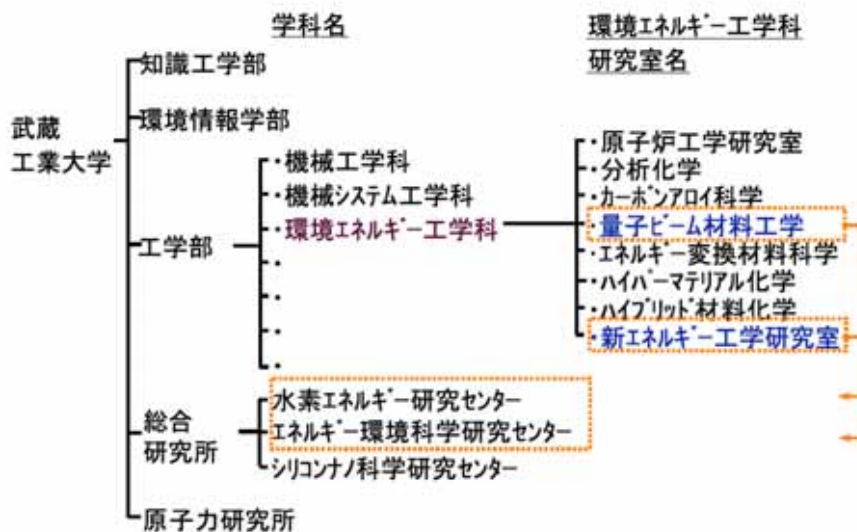 学科名
環境エネルギー工学科
研究室名
武蔵
工業大学
知識工学部
環境情報学部
工学部
総合
研究所
原子力研究所
・機械工学科
・機械システム工学科
・環境エネルギー工学科
・
・
・
・
・原子炉工学研究室
・分析化学
・カーボンアロイ科学
・量子ビーム材料工学
・エネルギー変換材料科学
・ハイパーマテリアル化学
・ハイブリッド材料化学
・新エネルギー工学研究室
水素エネルギー研究センター
エネルギー環境科学研究センター
シリコンナノ科学研究センター